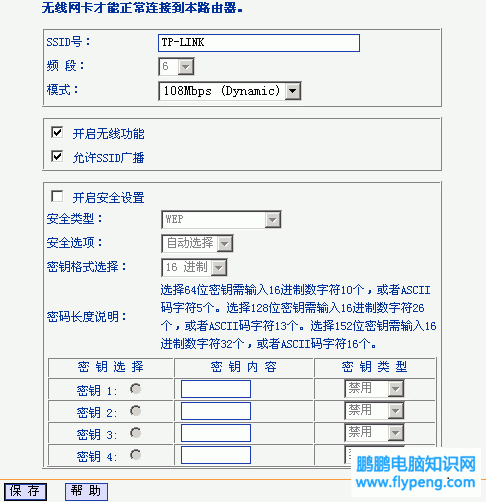 无线网卡才能正常连接到本路由器。
SSID号： TP-LINK
频 段： 6
模式： 108Mbps (Dynamic)
开启无线功能
允许SSID广播
开启安全设置
安全类型： WEP
安全选项： 自动选择
密钥格式选择： 16 进制
密码长度说明：
选择64位密钥需输入16进制数字符10个，或者ASCII
码字符5个。选择128位密钥需输入16进制数字符26
个，或者ASCII码字符13个。选择152位密钥需输入16
进制数字符32个，或者ASCII码字符16个。
密 钥 选 择 密 钥 内 容 密 钥 类 型
密钥 1： 禁用
密钥 2： 禁用
密钥 3： 禁用
密钥 4：
鹏鹏电脑知识网
www.flypeng.com
保 存 帮 助